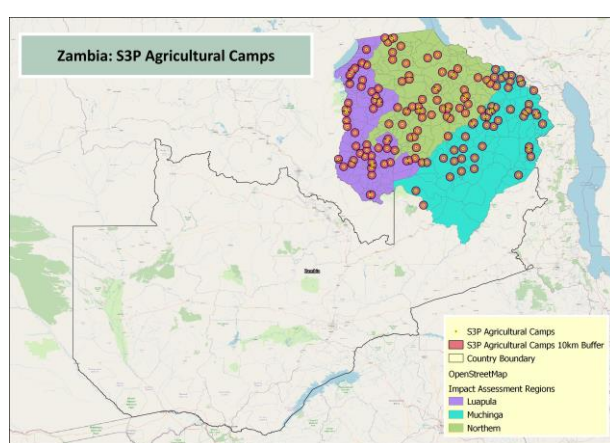 Zambia: S3P Agricultural Camps
Zambia
S3P Agricultural Camps
S3P Agricultural Camps 10km Buffer
Country Boundary
OpenStreetMap
Impact Assessment Regions
Luapula
Muchinga
Northern